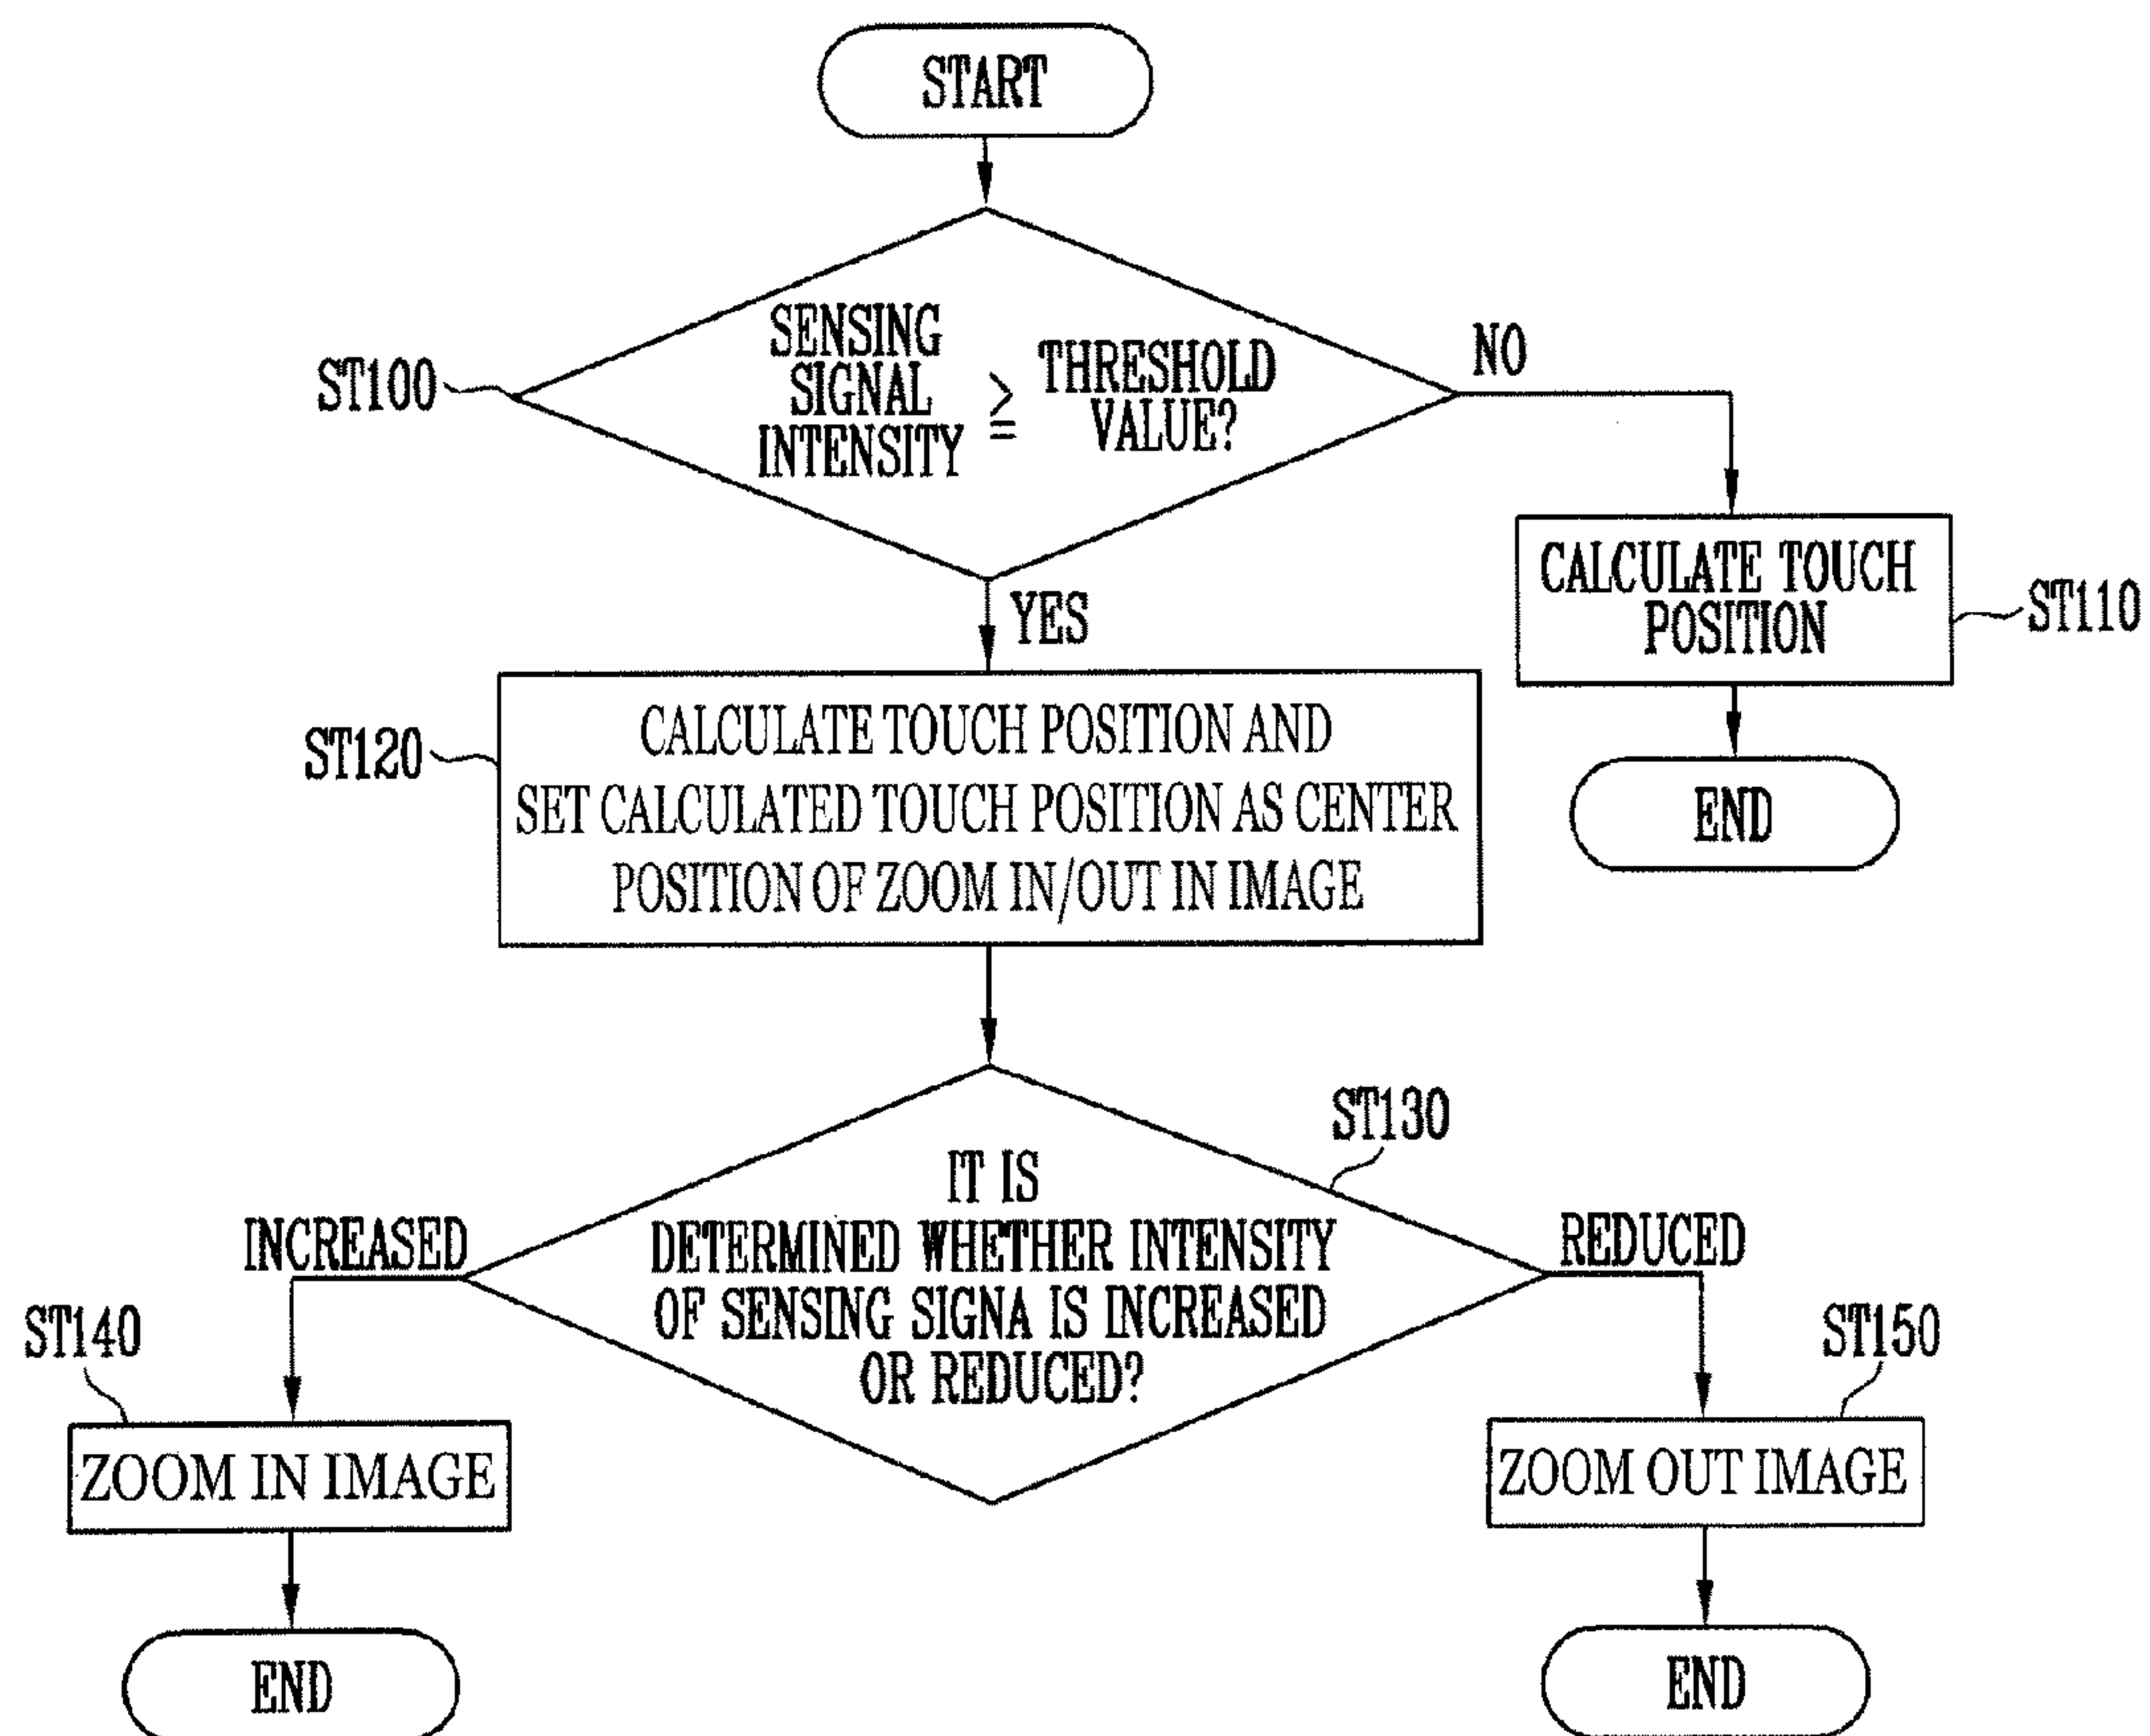 START
SENSING
SIGNAL
INTENSITY
≧
THRESHOLD
VALUE?
ST100
NO
CALCULATE TOUCH
POSITION
ST110
END
YES
CALCULATE TOUCH POSITION AND
SET CALCULATED TOUCH POSITION AS CENTER
POSITION OF ZOOM IN/OUT IN IMAGE
ST120
ST130
IT IS
DETERMINED WHETHER INTENSITY
OF SENSING SIGNA IS INCREASED
OR REDUCED?
INCREASED
REDUCED
ST140
ST150
ZOOM IN IMAGE
ZOOM OUT IMAGE
END
END